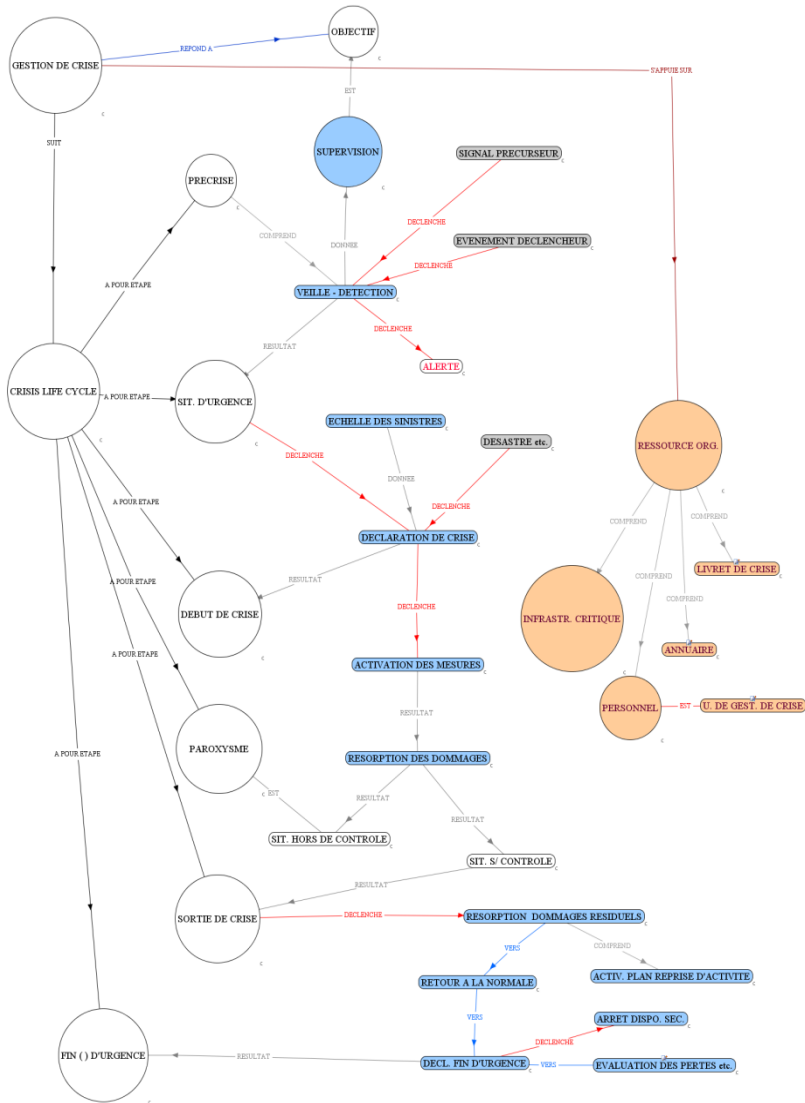 OBJECTIF
c
REPOND A
GESTION DE CRISE
c
S'APPUIE SUR
EST
SUIT
SUPERVISION
c
SIGNAL PRECURSEUR
c
PRECRISE
c
DECLENCHE
COMPREND
DONNEE
EVENEMENT DECLENCHEUR
c
DECLENCHE
A POUR ETAPE
VEILLE - DETECTION
c
DECLENCHE
RESULTAT
ALERTE
c
CRISIS LIFE CYCLE
c
A POUR ETAPE
SIT. D'URGENCE
c
ECHELLE DES SINISTRES
c
DESASTRE etc.
c
RESSOURCE ORG.
c
DECLENCHE
DONNEE
DECLENCHE
A POUR ETAPE
COMPREND
COMPREND
DECLARATION DE CRISE
c
LIVRET DE CRISE
c
RESULTAT
A POUR ETAPE
COMPREND
COMPREND
DECLENCHE
DEBUT DE CRISE
c
INFRASTR. CRITIQUE
c
A POUR ETAPE
ANNUAIRE
c
ACTIVATION DES MESURES
c
PERSONNEL
c
EST
U. DE GEST. DE CRISE
c
RESULTAT
A POUR ETAPE
PAROXYSME
c
RESORPTION DES DOMMAGES
c
EST
RESULTAT
RESULTAT
SIT. HORS DE CONTROLE
c
SIT. S/ CONTROLE
c
RESULTAT
SORTIE DE CRISE
c
DECLENCHE
RESORPTION DOMMAGES RESIDUELS
c
VERS
COMPREND
RETOUR A LA NORMALE
c
ACTIV. PLAN REPRISE D'ACTIVITE
c
VERS
ARRET DISPO. SEC.
c
DECLENCHE
FIN ( ) D'URGENCE
c
RESULTAT
DECL. FIN D'URGENCE
c
VERS
EVALUATION DES PERTES etc.
c